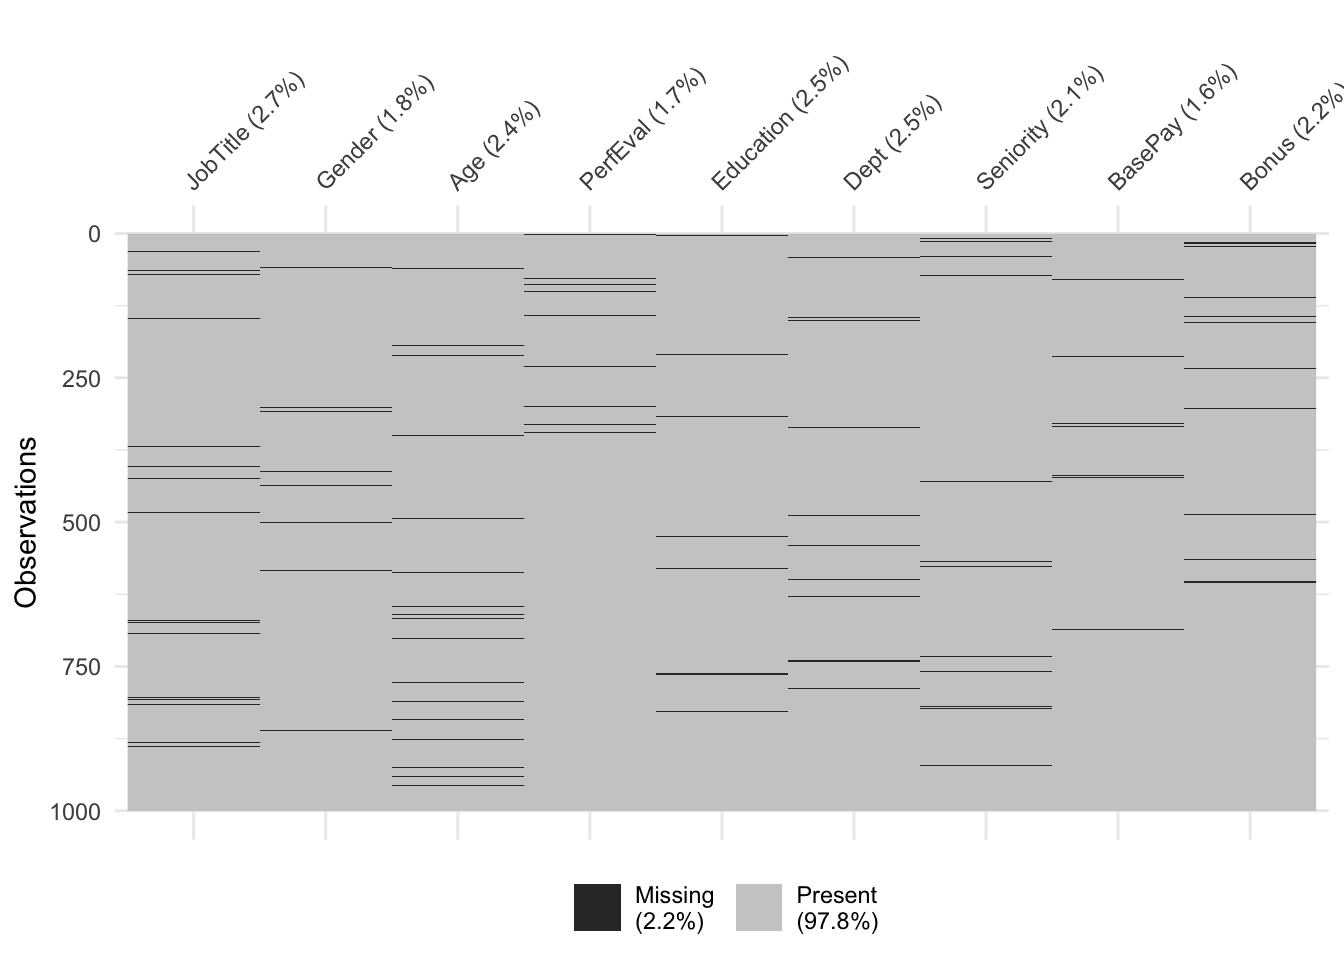 JobTitle (2.7%)
Gender (1.8%)
Age (2.4%)
PerfEval (1.7%)
Education (2.5%)
Dept (2.5%)
Seniority (2.1%)
BasePay (1.6%)
Bonus (2.2%)
0
250
500
750
1000
Observations
Missing
(2.2%)
Present
(97.8%)